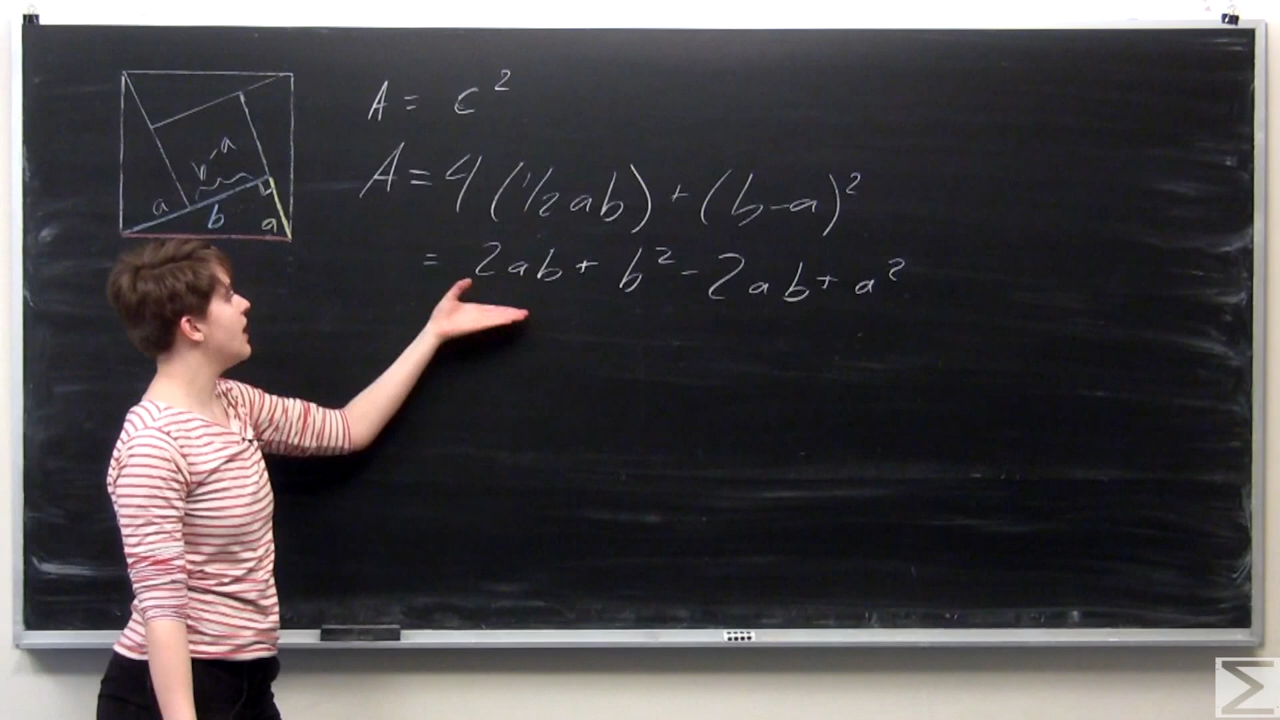 A = c²
A = 4 (1/2 ab) + (b-a)²
= 2ab + b² - 2ab + a²
b-a
a
b
a
Σ